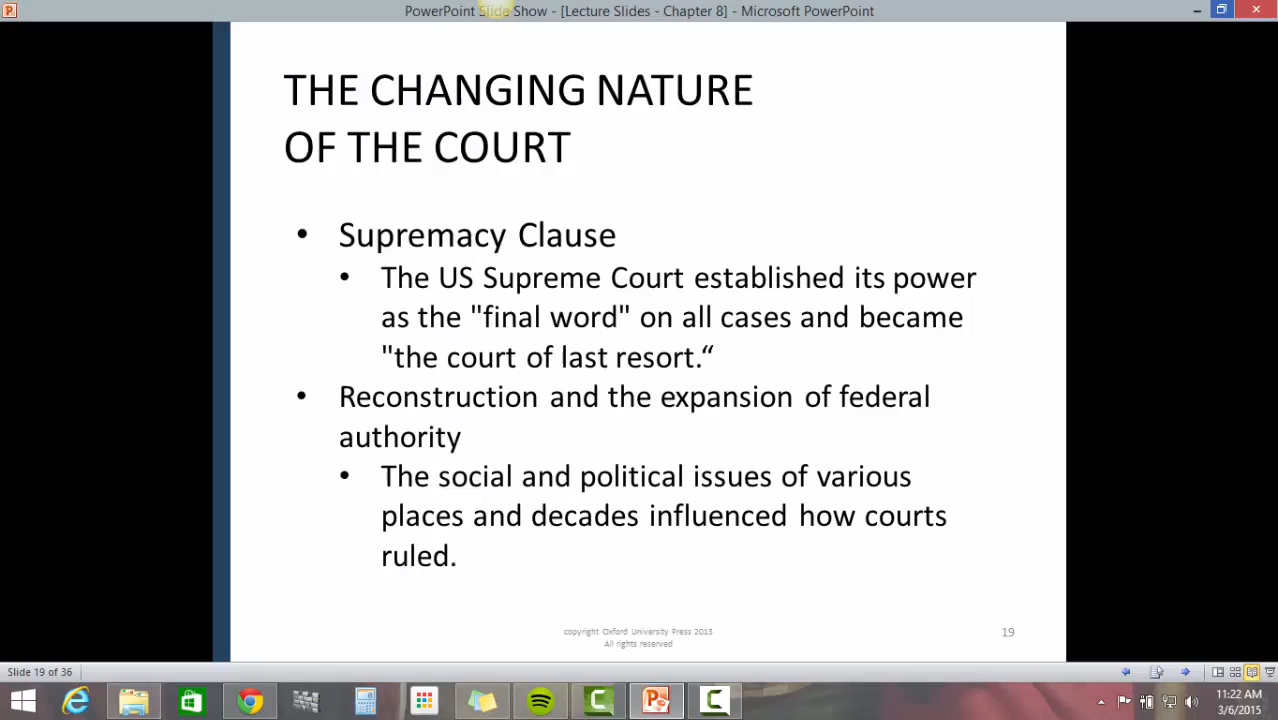 PowerPoint Slide Show - [Lecture Slides - Chapter 8] - Microsoft PowerPoint
THE CHANGING NATURE
OF THE COURT
• Supremacy Clause
• The US Supreme Court established its power
as the "final word" on all cases and became
"the court of last resort.“
• Reconstruction and the expansion of federal
authority
• The social and political issues of various
places and decades influenced how courts
ruled.
copyright Oxford University Press 2013
All rights reserved
19
Slide 19 of 36
11:22 AM
3/6/2015